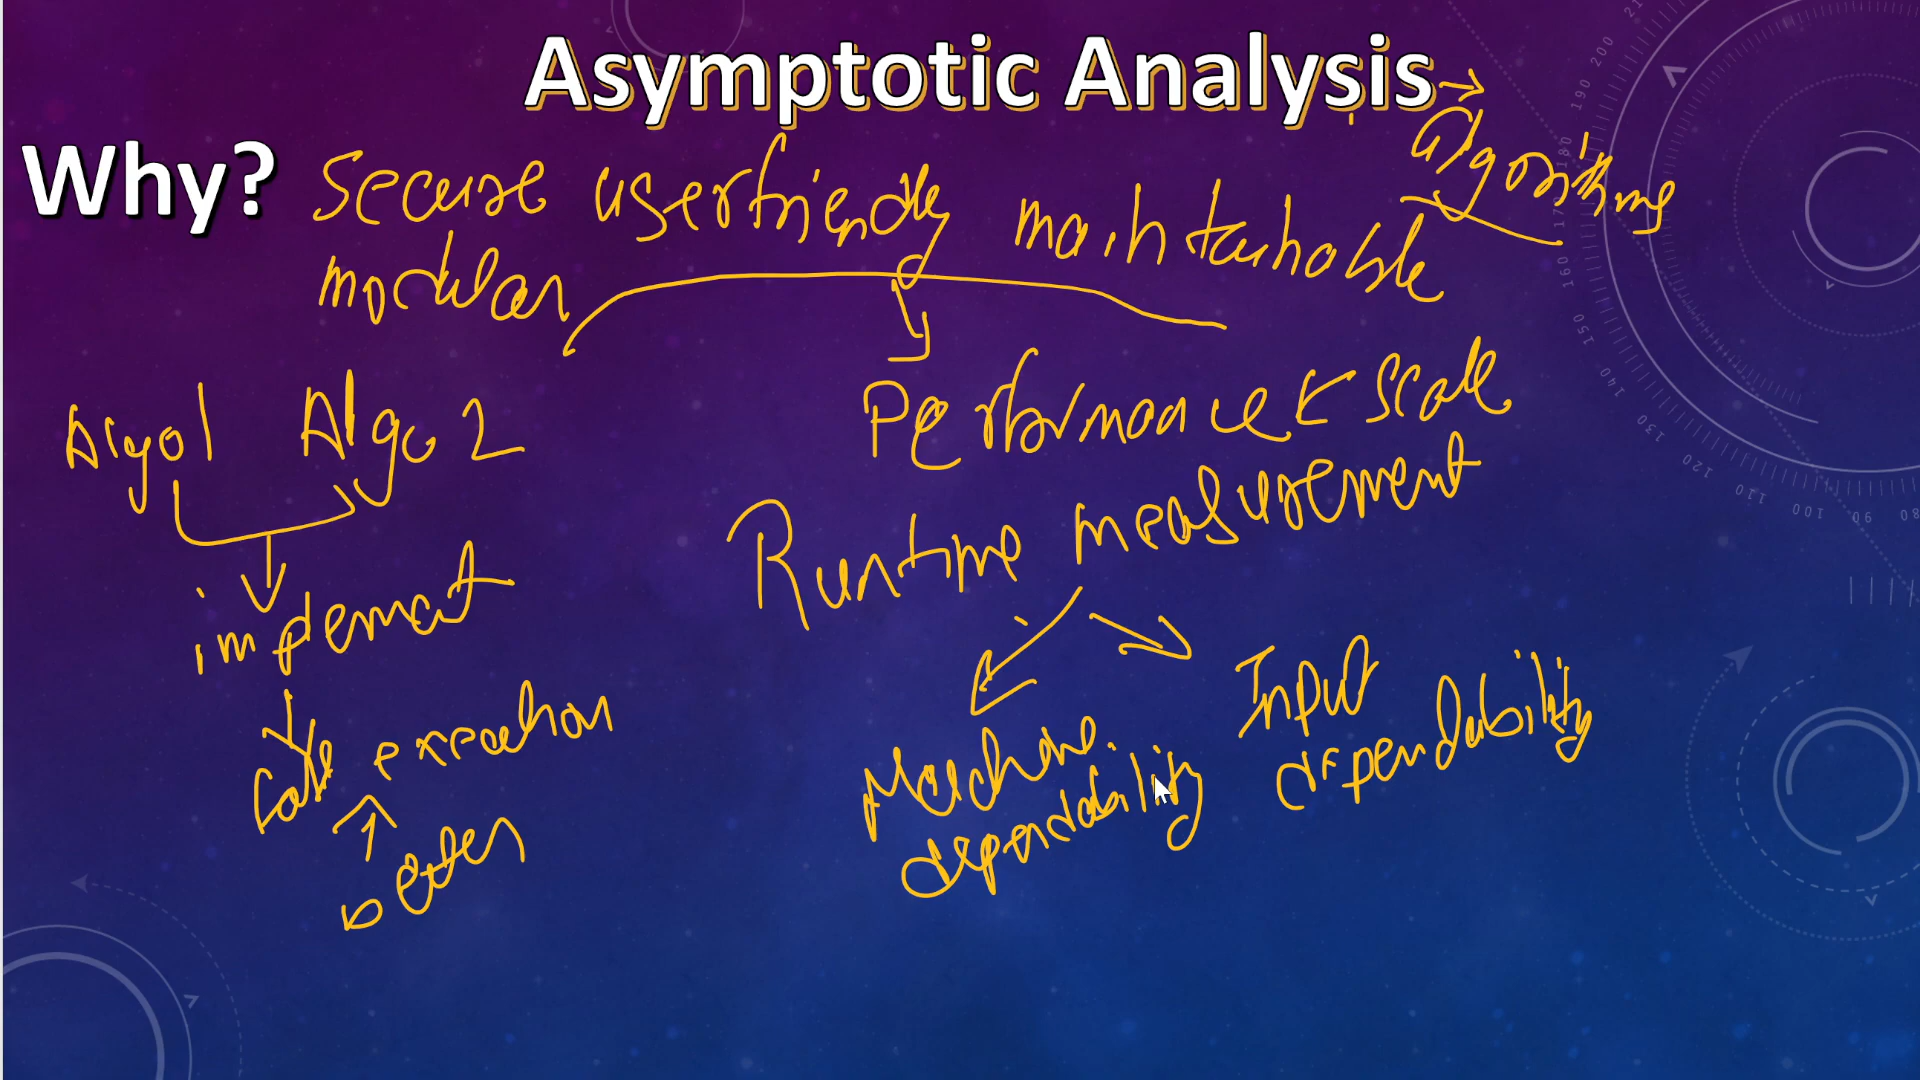 Asymptotic Analysis →
algorithms
Why? Secure userfriendly maintainable
modular
Algo1 Algo2
Performance & Scale
Runtime measurement
implement
execution
better
Machine dependability
Input dependability